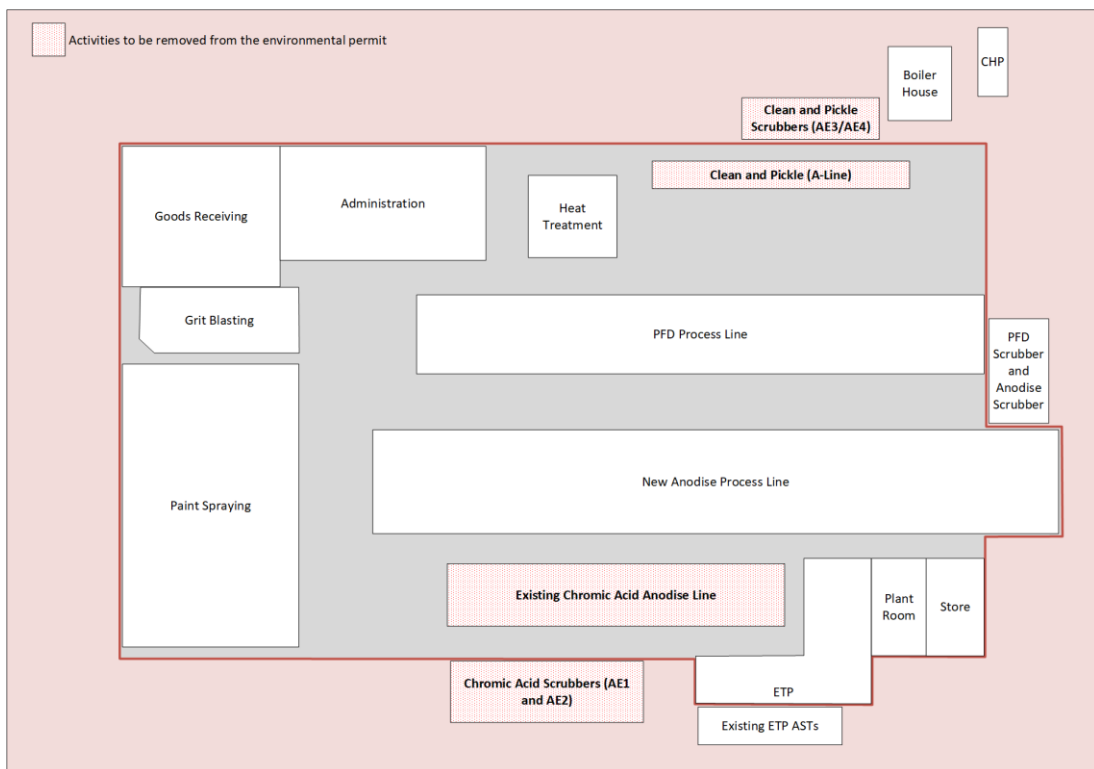 Activities to be removed from the environmental permit
CHP
Boiler
House
Clean and Pickle
Scrubbers (AE3/AE4)
Clean and Pickle (A-Line)
Goods Receiving
Administration
Heat
Treatment
Grit Blasting
PFD Process Line
PFD
Scrubber
and
Anodise
Scrubber
Paint Spraying
New Anodise Process Line
Existing Chromic Acid Anodise Line
Plant
Room
Store
Chromic Acid Scrubbers (AE1
and AE2)
ETP
Existing ETP ASTs